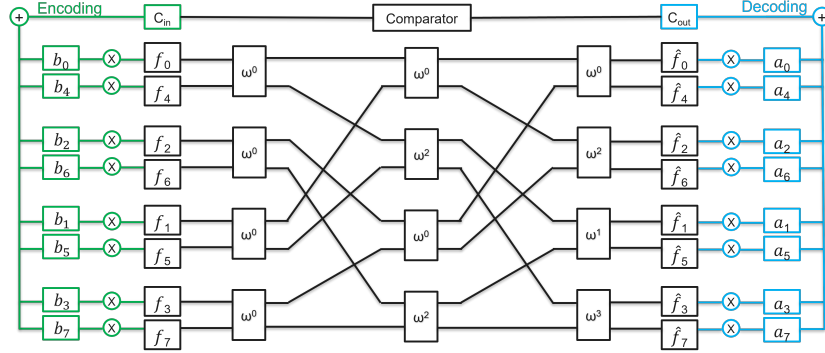 Encoding Decoding
+ C_in Comparator C_out +
b_0 X f_0 ω^0 ω^0 ω^0 f̂_0 X a_0
b_4 X f_4 f̂_4 X a_4
b_2 X f_2 ω^0 ω^2 ω^2 f̂_2 X a_2
b_6 X f_6 f̂_6 X a_6
b_1 X f_1 ω^0 ω^0 ω^1 f̂_1 X a_1
b_5 X f_5 f̂_5 X a_5
b_3 X f_3 ω^0 ω^2 ω^3 f̂_3 X a_3
b_7 X f_7 f̂_7 X a_7